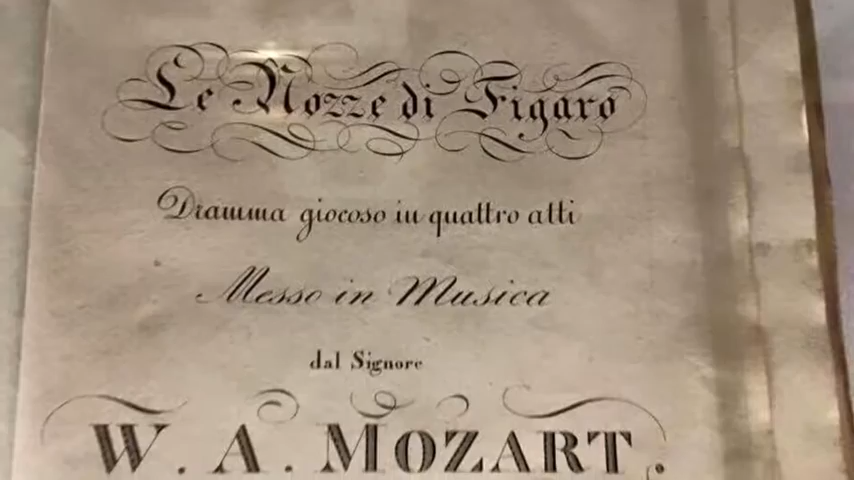 Le Nozze di Figaro
Dramma giocoso in quattro atti
Messo in Musica
dal Signore
W. A. MOZART.